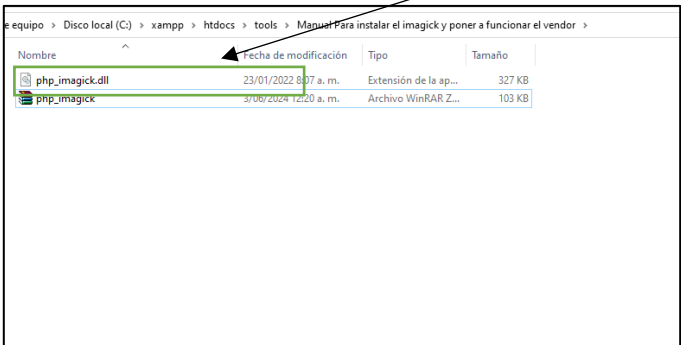 e equipo > Disco local (C:) > xampp > htdocs > tools > Manual Para instalar el imagick y poner a funcionar el vendor >
Nombre Fecha de modificación Tipo Tamaño
php_imagick.dll 23/01/2022 8:07 a. m. Extensión de la ap... 327 KB
php_imagick 3/06/2024 12:20 a. m. Archivo WinRAR Z... 103 KB